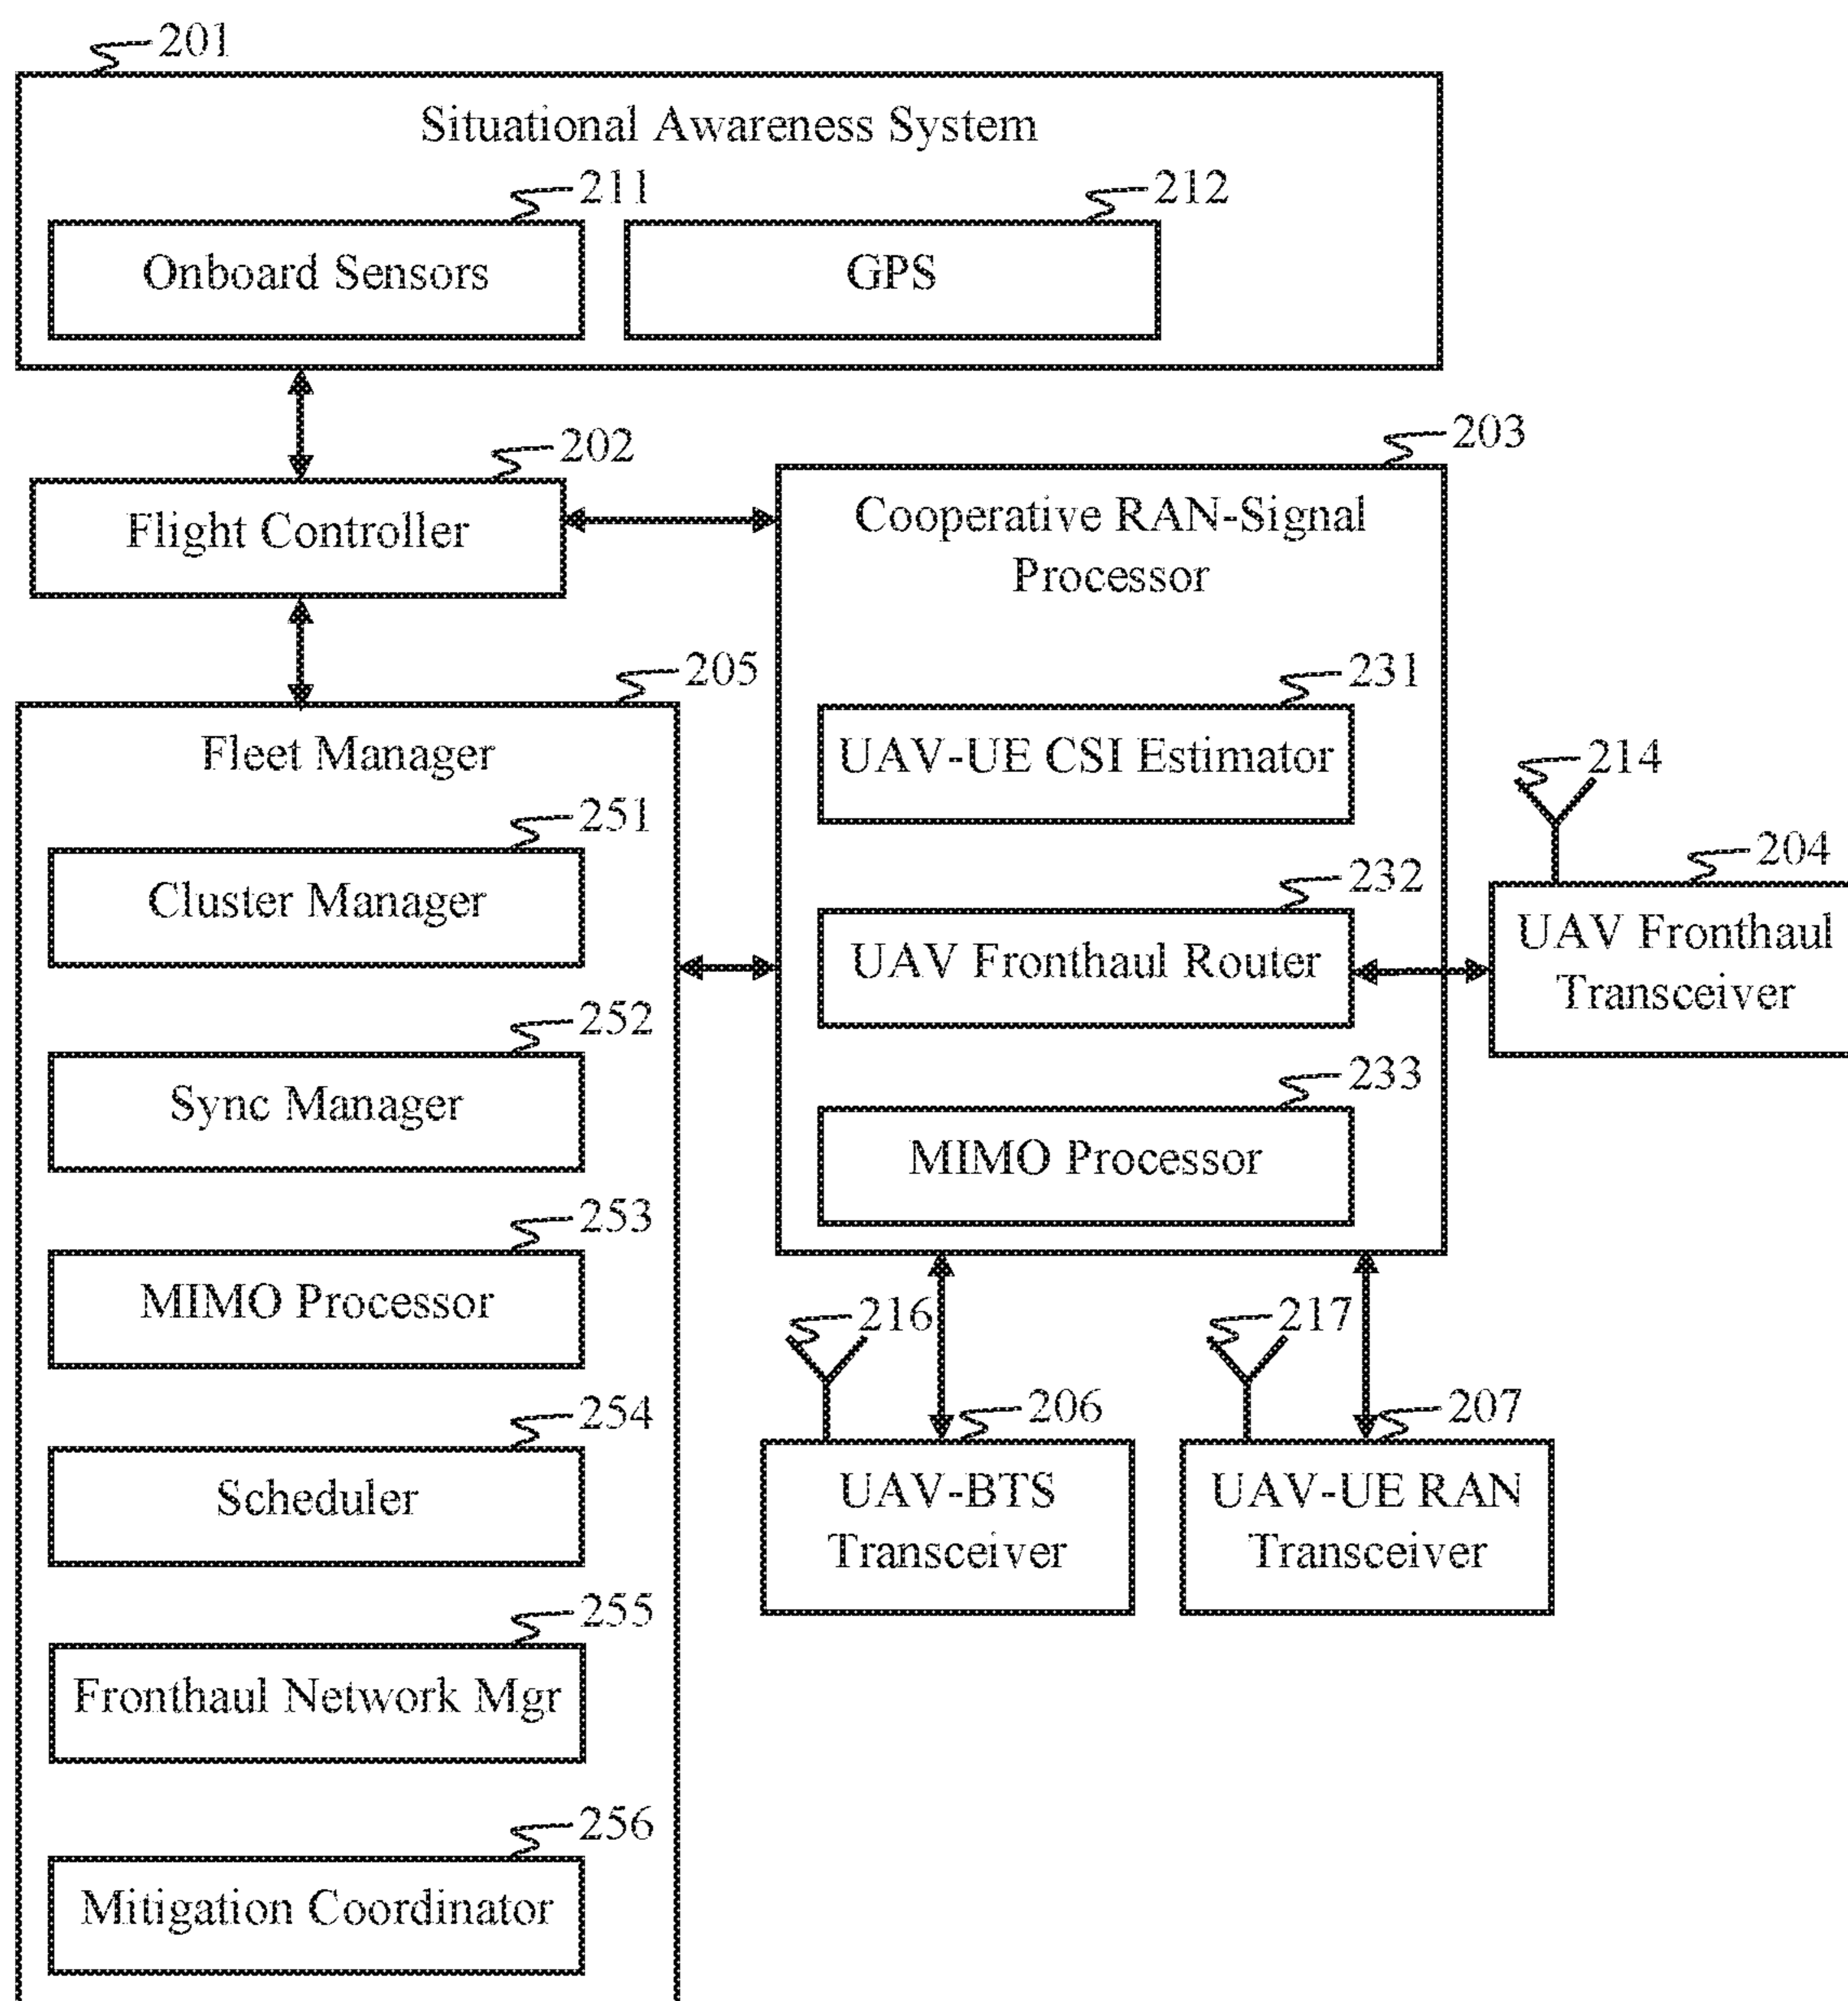 201
Situational Awareness System
211
212
Onboard Sensors
GPS
202
203
Flight Controller
Cooperative RAN-Signal
Processor
205
Fleet Manager
231
UAV-UE CSI Estimator
214
251
Cluster Manager
232
204
UAV Fronthaul Router
UAV Fronthaul
Transceiver
252
Sync Manager
233
MIMO Processor
253
MIMO Processor
216
217
254
Scheduler
206
207
UAV-BTS
Transceiver
UAV-UE RAN
Transceiver
255
Fronthaul Network Mgr
256
Mitigation Coordinator